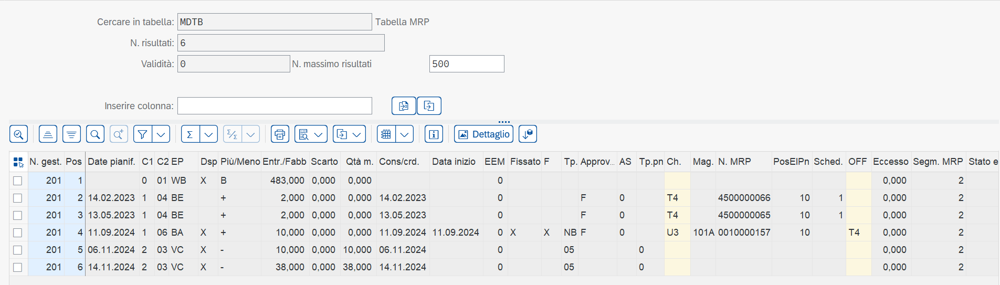 Cercare in tabella: MDTB Tabella MRP
N. risultati: 6
Validità: 0 N. massimo risultati 500
Inserire colonna:
Dettaglio
N. gest. Pos Date pianif. C1 C2 EP Dsp Più/Meno Entr./Fabb Scarto Qtà m. Cons/crd. Data inizio EEM Fissato F Tp. Approv... AS Tp.pn Ch. Mag. N. MRP PosElPn Sched. OFF Eccesso Segm. MRP Stato e
201 1 0 01 WB X B 483,000 0,000 0,000 0 0,000 2
201 2 14.02.2023 1 04 BE + 2,000 0,000 0,000 14.02.2023 0 F 0 T4 4500000066 10 1 0,000 2
201 3 13.05.2023 1 04 BE + 2,000 0,000 0,000 13.05.2023 0 F 0 T4 4500000065 10 1 0,000 2
201 4 11.09.2024 1 06 BA X + 10,000 0,000 0,000 11.09.2024 11.09.2024 0 X X NB F 0 U3 101A 0010000157 10 T4 0,000 2
201 5 06.11.2024 2 03 VC X - 10,000 0,000 10,000 06.11.2024 0 05 0 0,000 2
201 6 14.11.2024 2 03 VC X - 38,000 0,000 38,000 14.11.2024 0 05 0 0,000 2